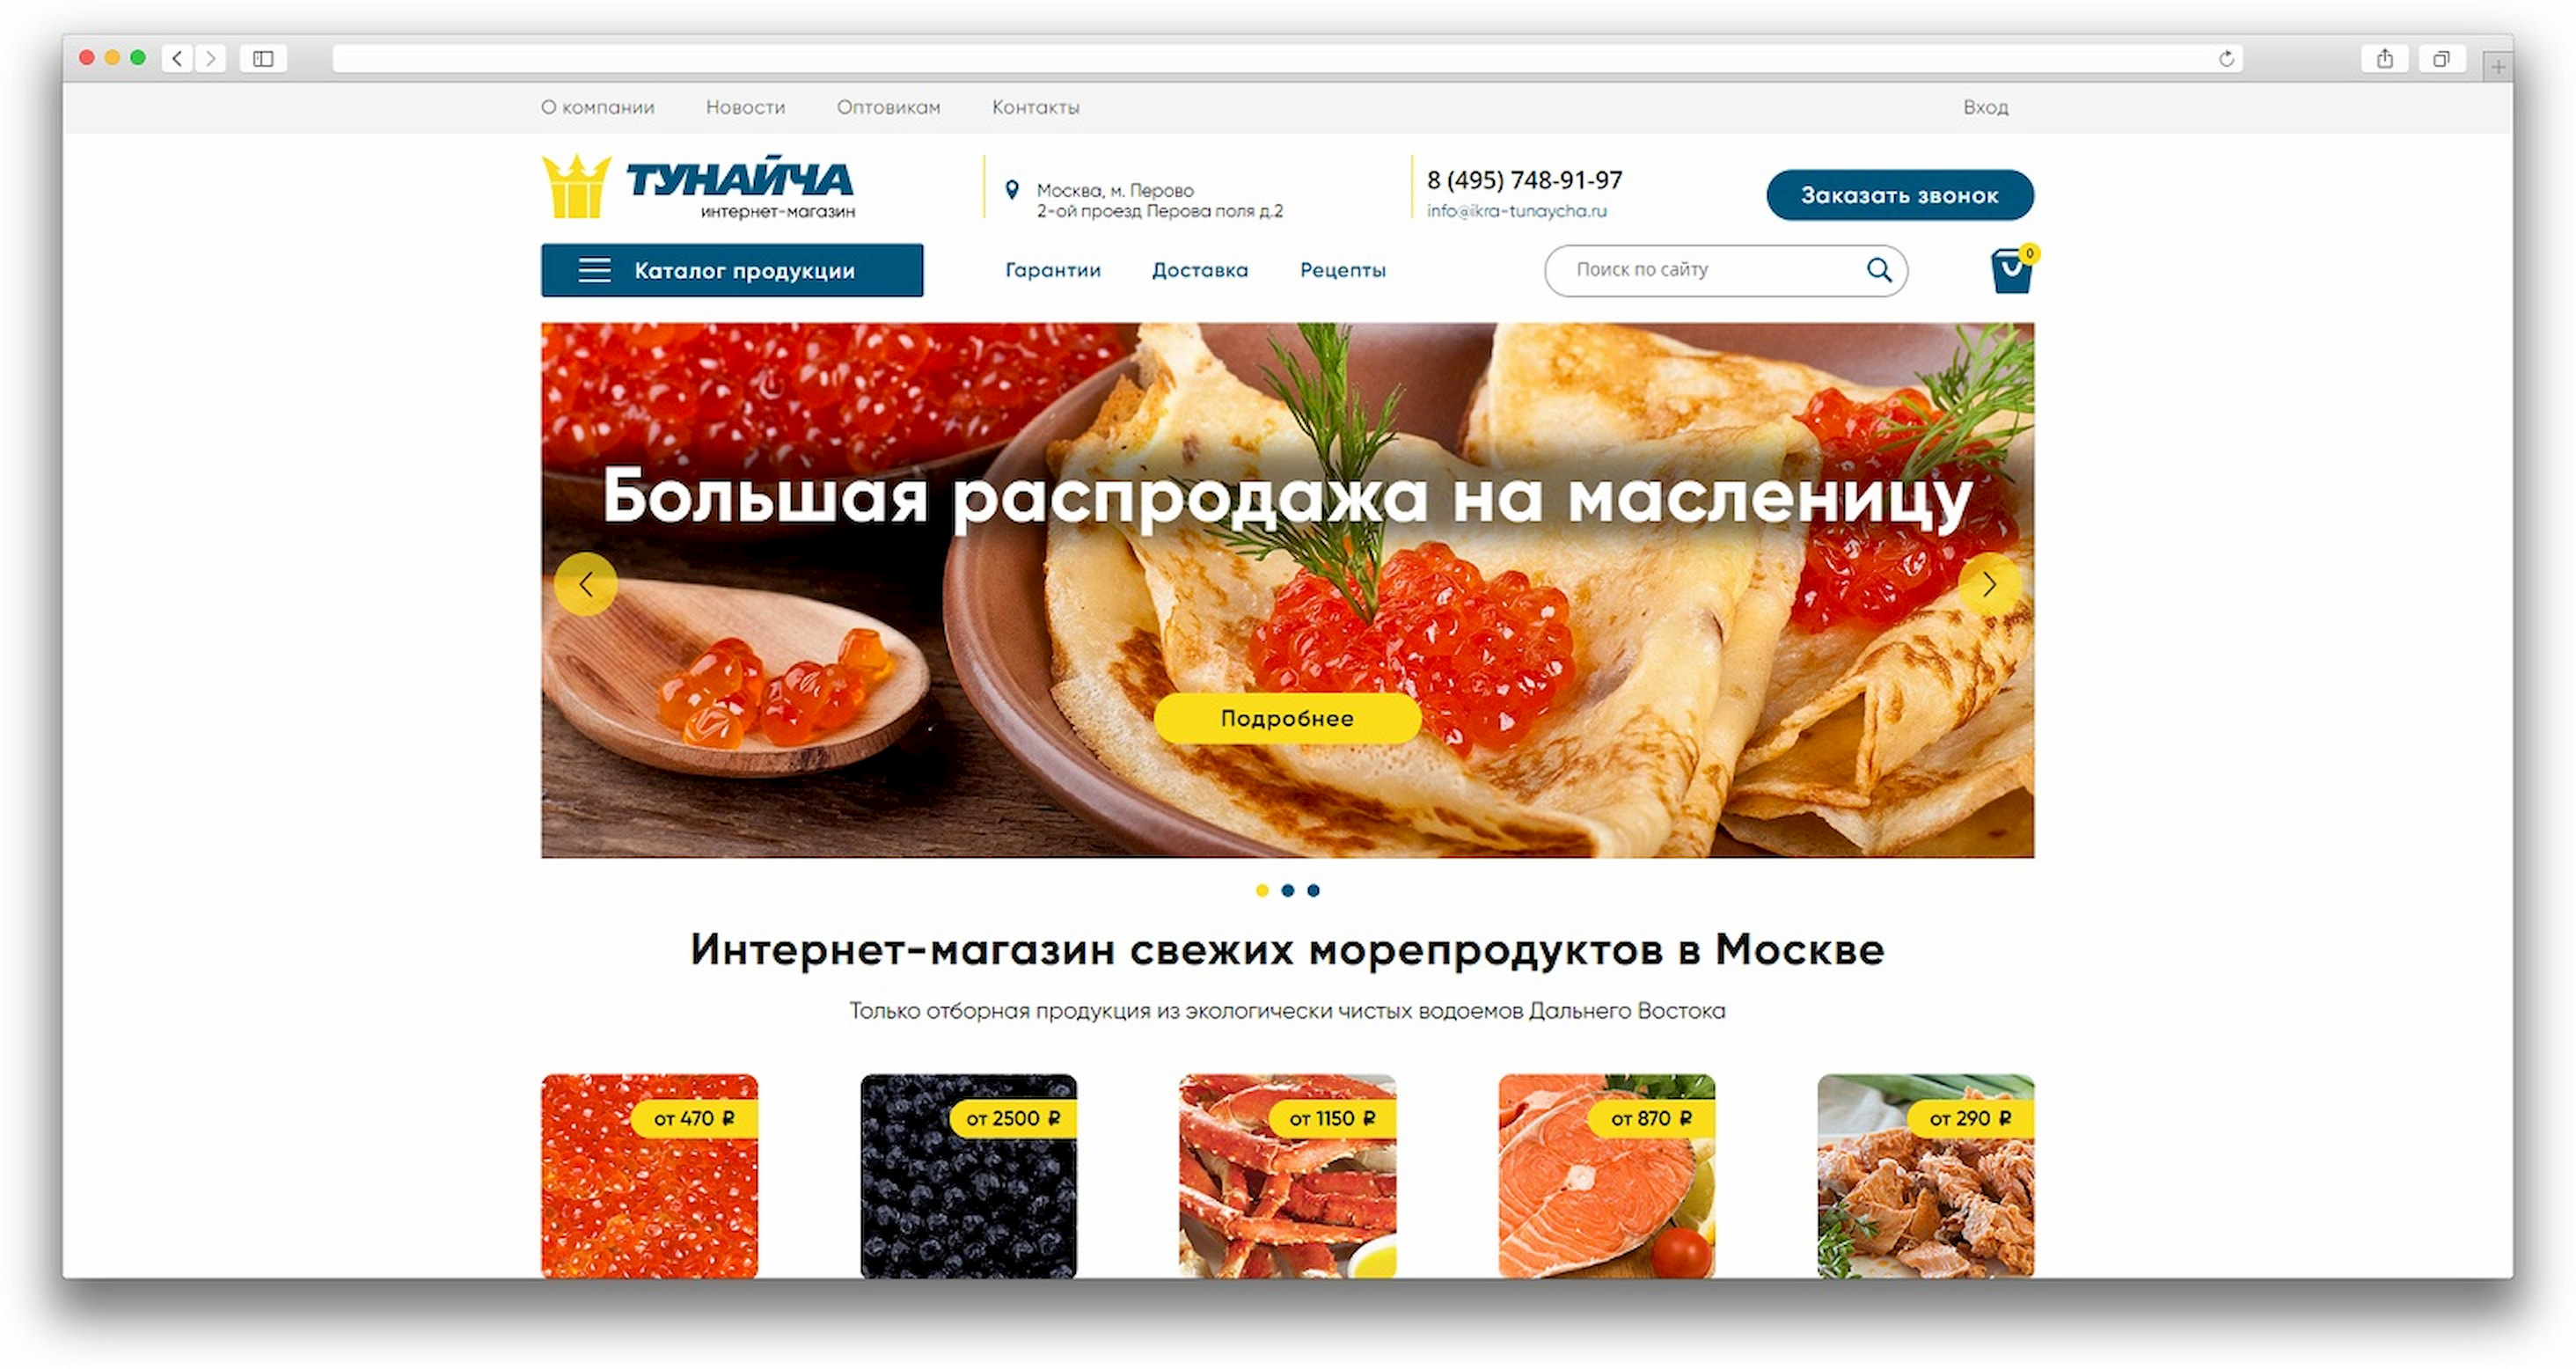 О компании Новости Оптовикам Контакты Вход
ТУНАЙЧА
интернет-магазин
Москва, м. Перово
2-ой проезд Перова поля д.2
8 (495) 748-91-97
info@ikra-tunaycha.ru
Заказать звонок
Каталог продукции
Гарантии Доставка Рецепты
Поиск по сайту
0
Большая распродажа на масленицу
Подробнее
Интернет-магазин свежих морепродуктов в Москве
Только отборная продукция из экологически чистых водоемов Дальнего Востока
от 470 ₽
от 2500 ₽
от 1150 ₽
от 870 ₽
от 290 ₽